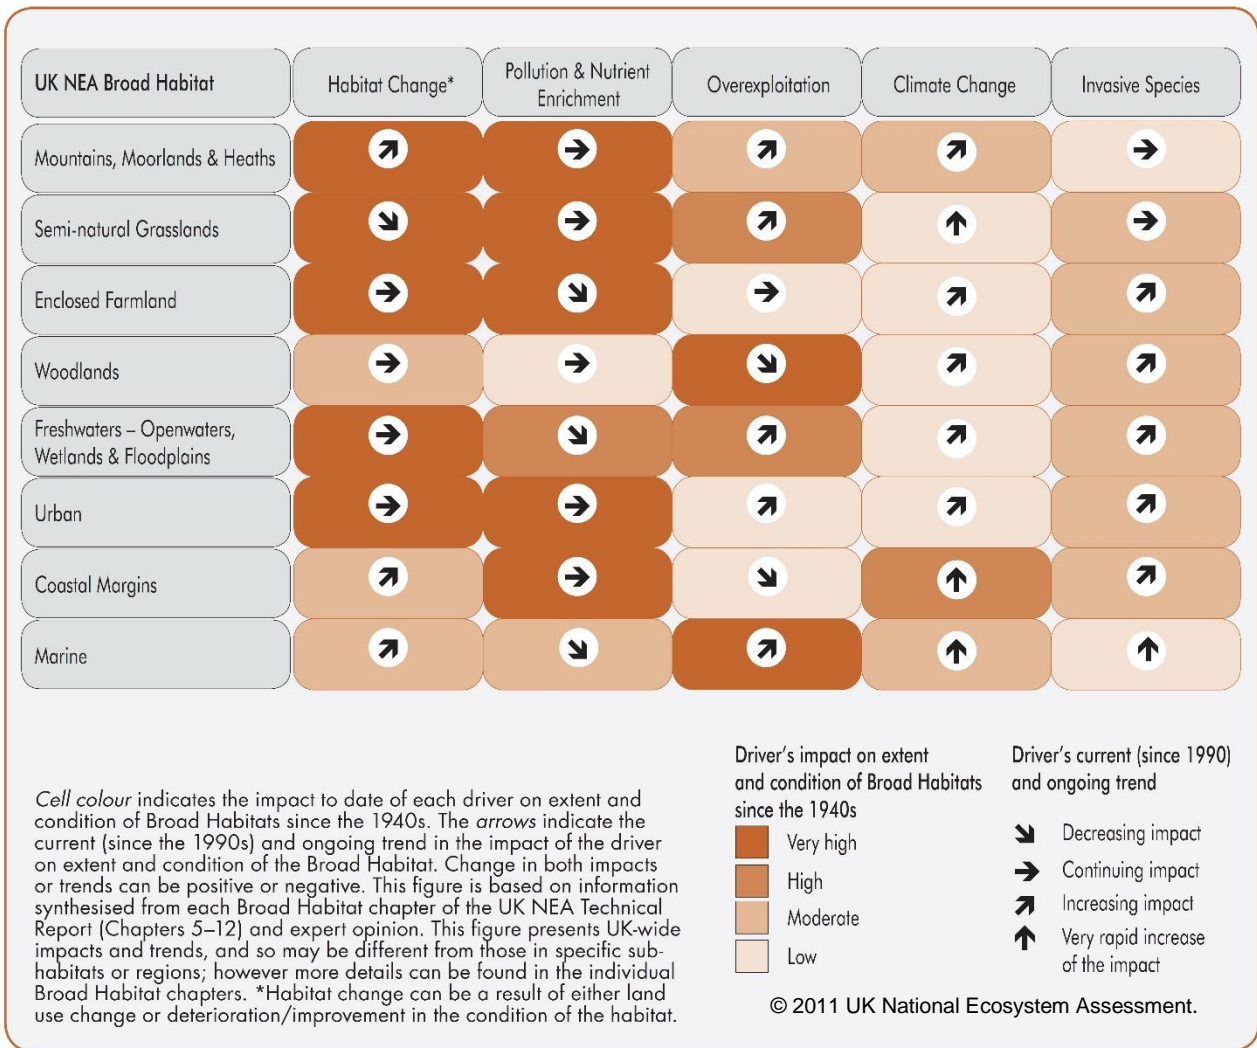 UK NEA Broad Habitat
Habitat Change*
Pollution & Nutrient
Enrichment
Overexploitation
Climate Change
Invasive Species
Mountains, Moorlands & Heaths
Semi-natural Grasslands
Enclosed Farmland
Woodlands
Freshwaters – Openwaters,
Wetlands & Floodplains
Urban
Coastal Margins
Marine
Cell colour indicates the impact to date of each driver on extent and
condition of Broad Habitats since the 1940s. The arrows indicate the
current (since the 1990s) and ongoing trend in the impact of the driver
on extent and condition of the Broad Habitat. Change in both impacts
or trends can be positive or negative. This figure is based on information
synthesised from each Broad Habitat chapter of the UK NEA Technical
Report (Chapters 5–12) and expert opinion. This figure presents UK-wide
impacts and trends, and so may be different from those in specific sub-
habitats or regions; however more details can be found in the individual
Broad Habitat chapters. *Habitat change can be a result of either land
use change or deterioration/improvement in the condition of the habitat.
Driver's impact on extent
and condition of Broad Habitats
since the 1940s
Very high
High
Moderate
Low
Driver's current (since 1990)
and ongoing trend
Decreasing impact
Continuing impact
Increasing impact
Very rapid increase
of the impact
© 2011 UK National Ecosystem Assessment.